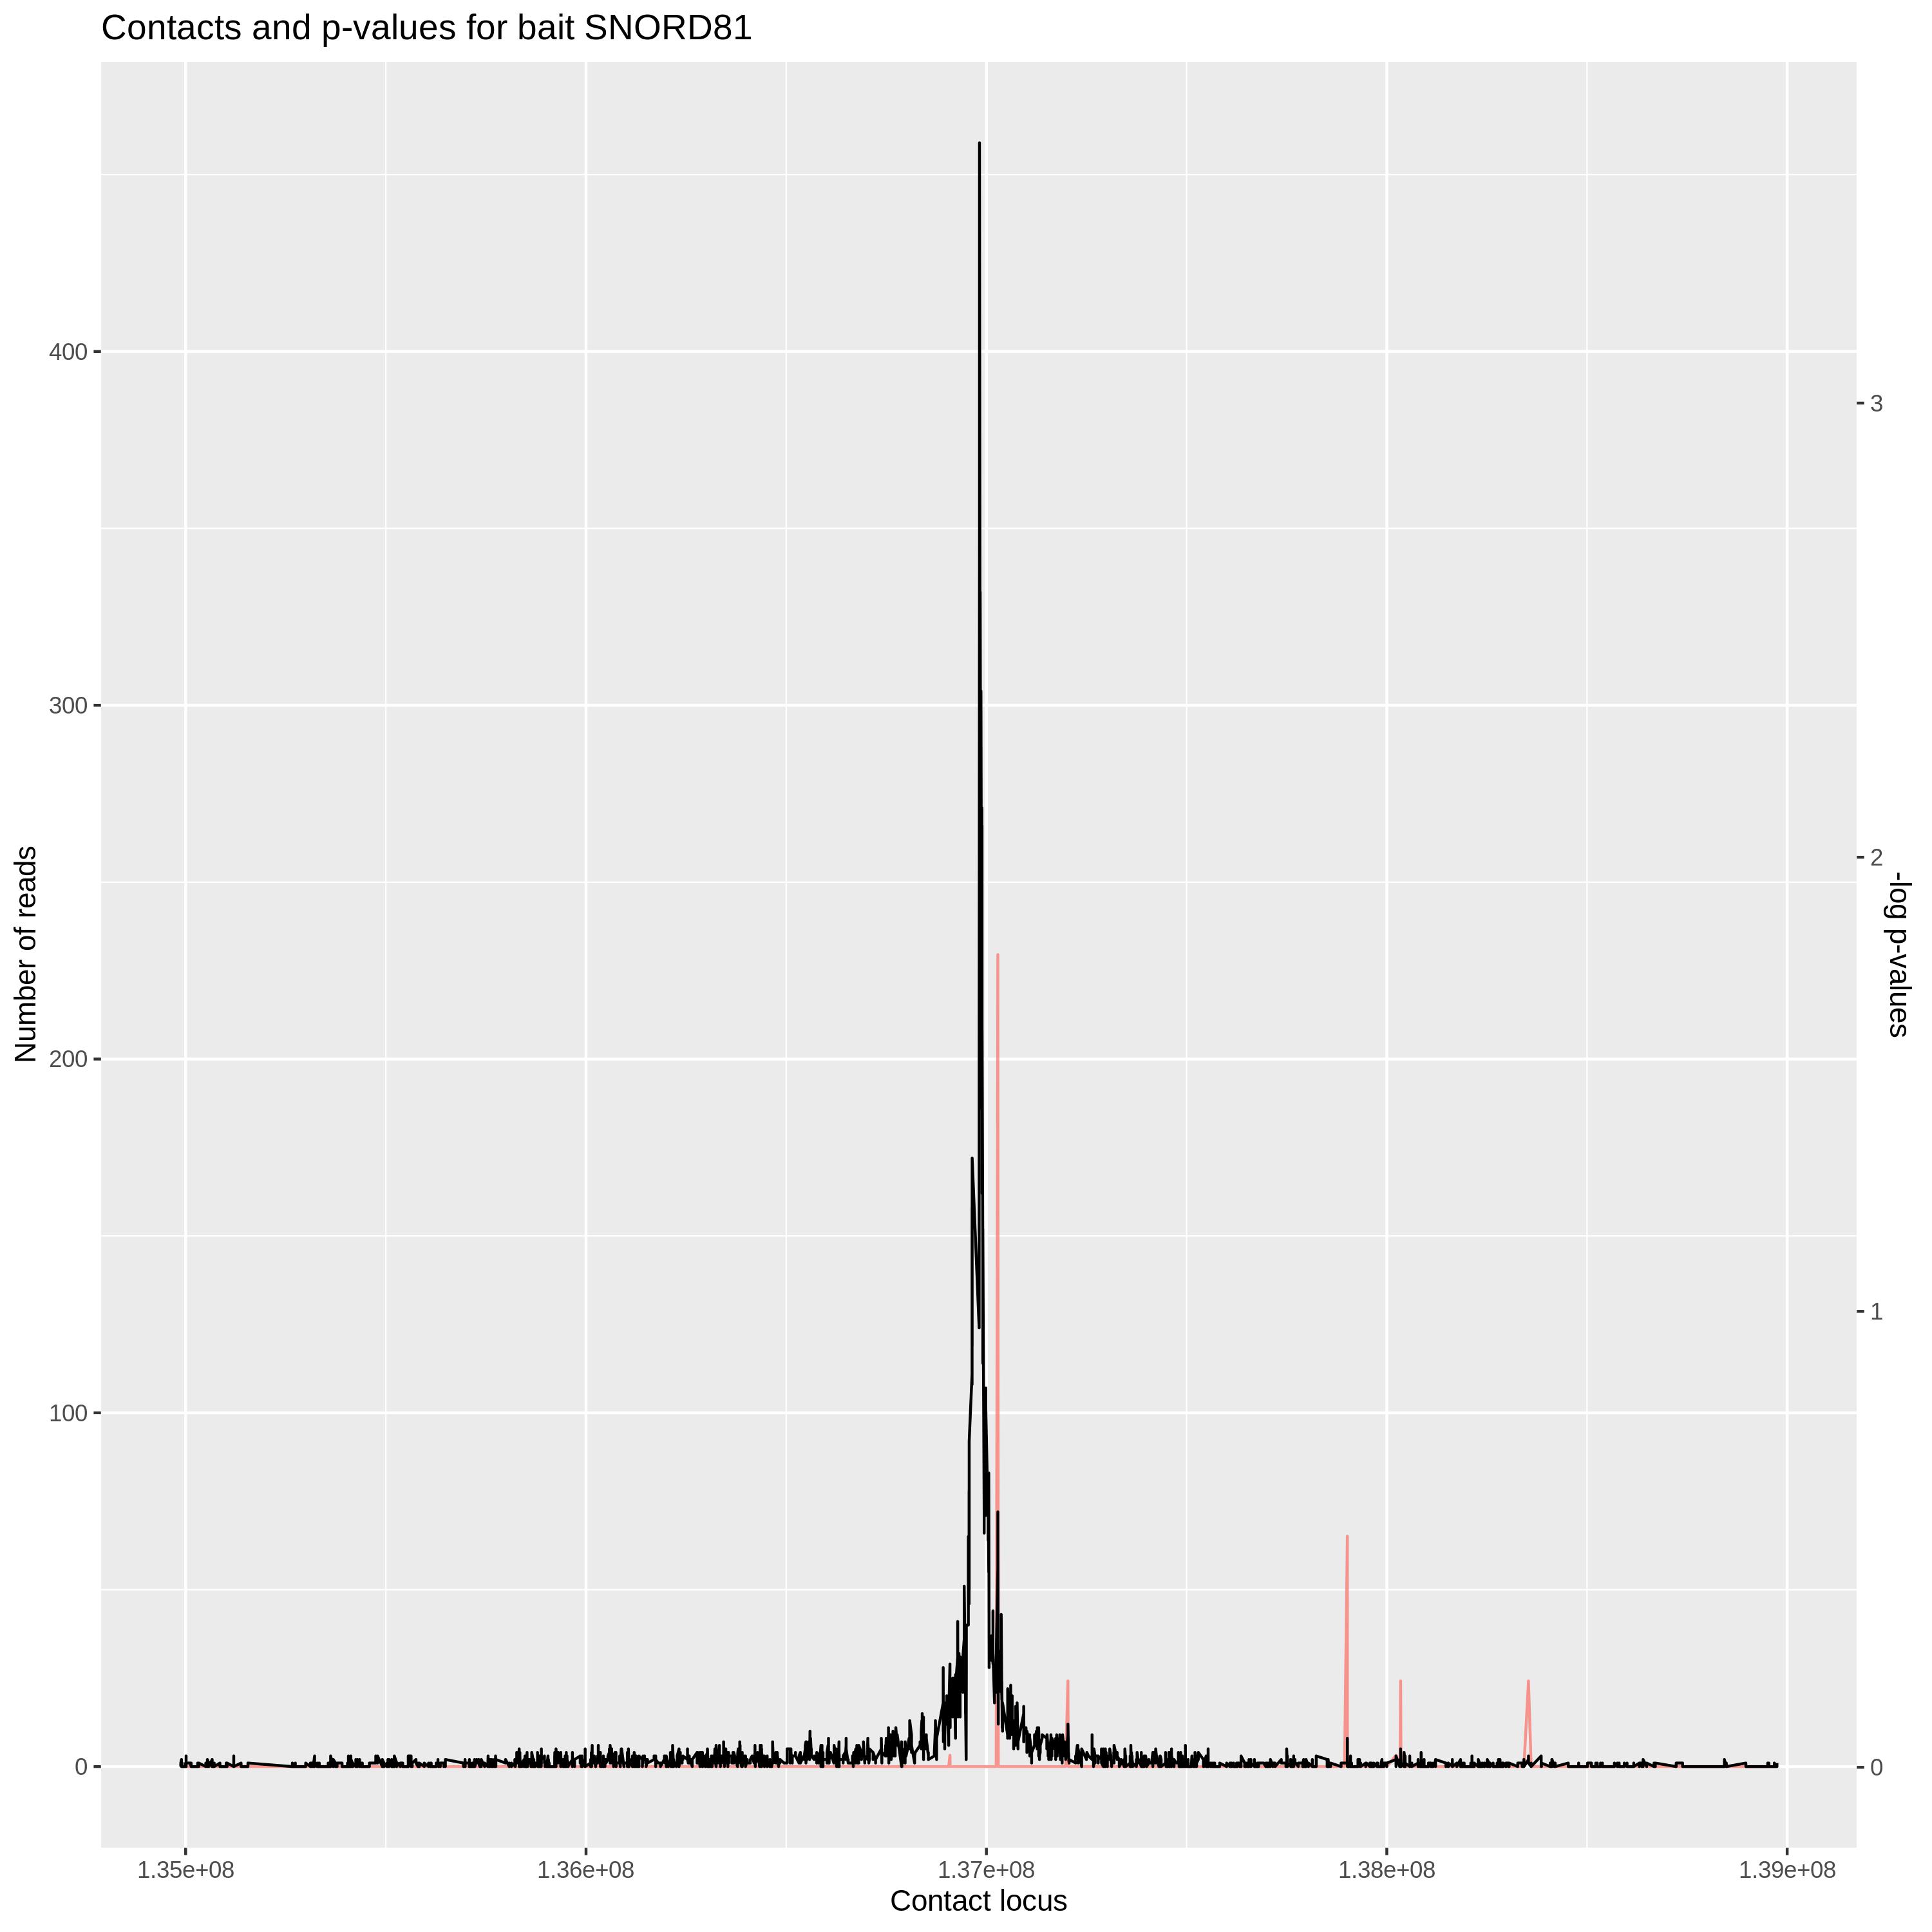 Contacts and p-values for bait SNORD81
400
300
200
100
0
Number of reads
3
2
1
0
-log p-values
1.35e+08 1.36e+08 1.37e+08 1.38e+08 1.39e+08
Contact locus